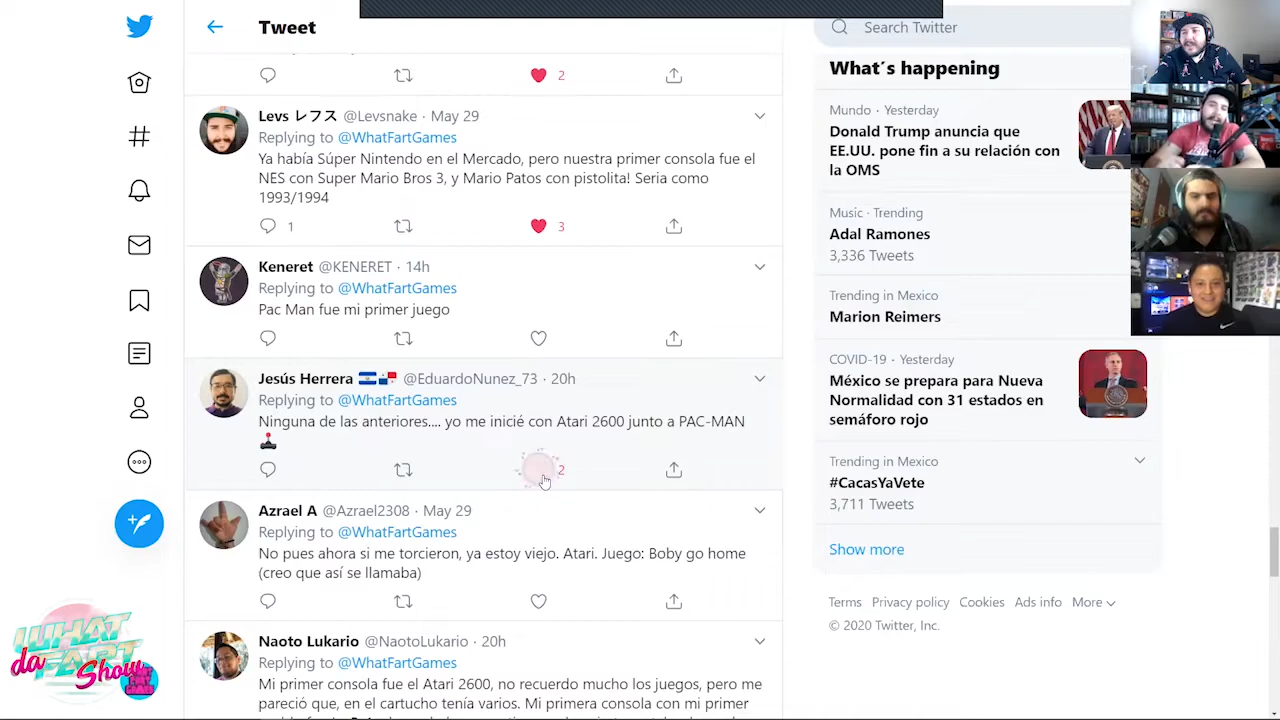 Tweet
Search Twitter
2
What's happening
Levs レフス @Levsnake · May 29
Replying to @WhatFartGames
Ya había Súper Nintendo en el Mercado, pero nuestra primer consola fue el
NES con Super Mario Bros 3, y Mario Patos con pistolita! Seria como
1993/1994
1
3
Keneret @KENERET · 14h
Replying to @WhatFartGames
Pac Man fue mi primer juego
Jesús Herrera @EduardoNunez_73 · 20h
Replying to @WhatFartGames
Ninguna de las anteriores.... yo me inicié con Atari 2600 junto a PAC-MAN
2
Azrael A @Azrael2308 · May 29
Replying to @WhatFartGames
No pues ahora si me torcieron, ya estoy viejo. Atari. Juego: Boby go home
(creo que así se llamaba)
Naoto Lukario @NaotoLukario · 20h
Replying to @WhatFartGames
Mi primer consola fue el Atari 2600, no recuerdo mucho los juegos, pero me
pareció que, en el cartucho tenía varios. Mi primera consola con mi primer
Mundo · Yesterday
Donald Trump anuncia que
EE.UU. pone fin a su relación con
la OMS
Music · Trending
Adal Ramones
3,336 Tweets
Trending in Mexico
Marion Reimers
COVID-19 · Yesterday
México se prepara para Nueva
Normalidad con 31 estados en
semáforo rojo
Trending in Mexico
#CacasYaVete
3,711 Tweets
Show more
Terms Privacy policy Cookies Ads info More
© 2020 Twitter, Inc.
WHAT
da FART
Show
WHAT
FART
GAMES